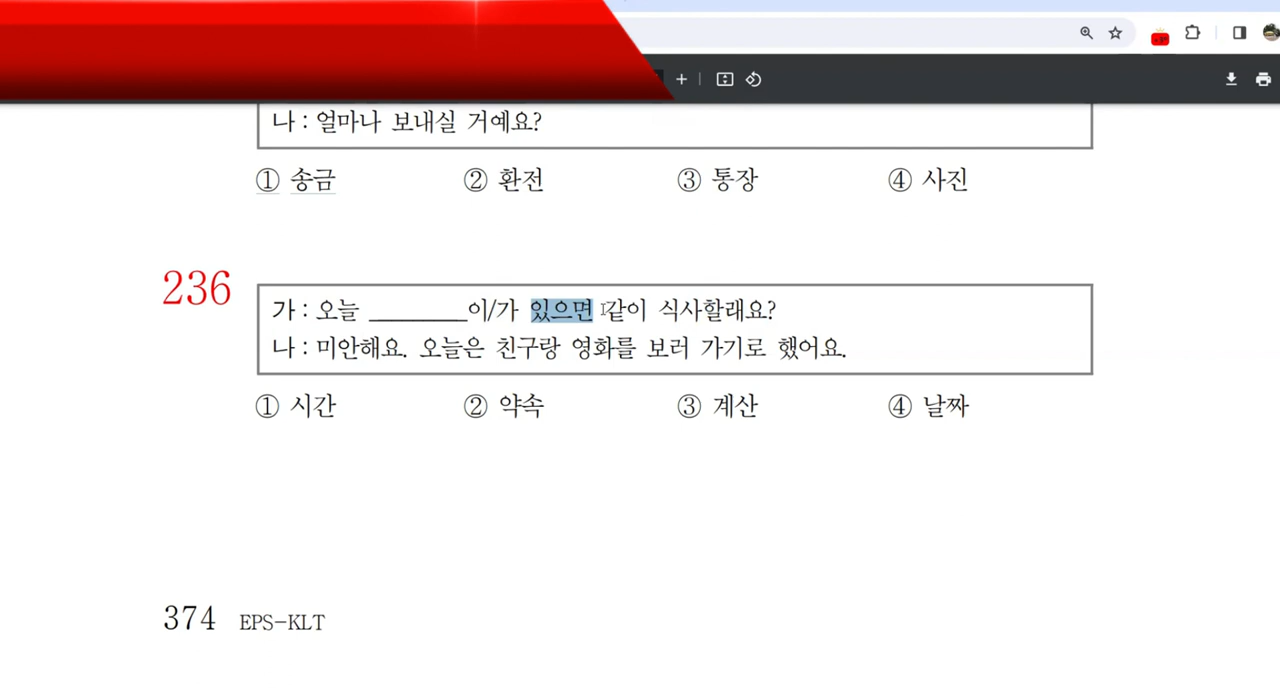 나 : 얼마나 보내실 거예요?
① 송금 ② 환전 ③ 통장 ④ 사진
236
가 : 오늘 ________이/가 있으면 같이 식사할래요?
나 : 미안해요. 오늘은 친구랑 영화를 보러 가기로 했어요.
① 시간 ② 약속 ③ 계산 ④ 날짜
374 EPS-KLT